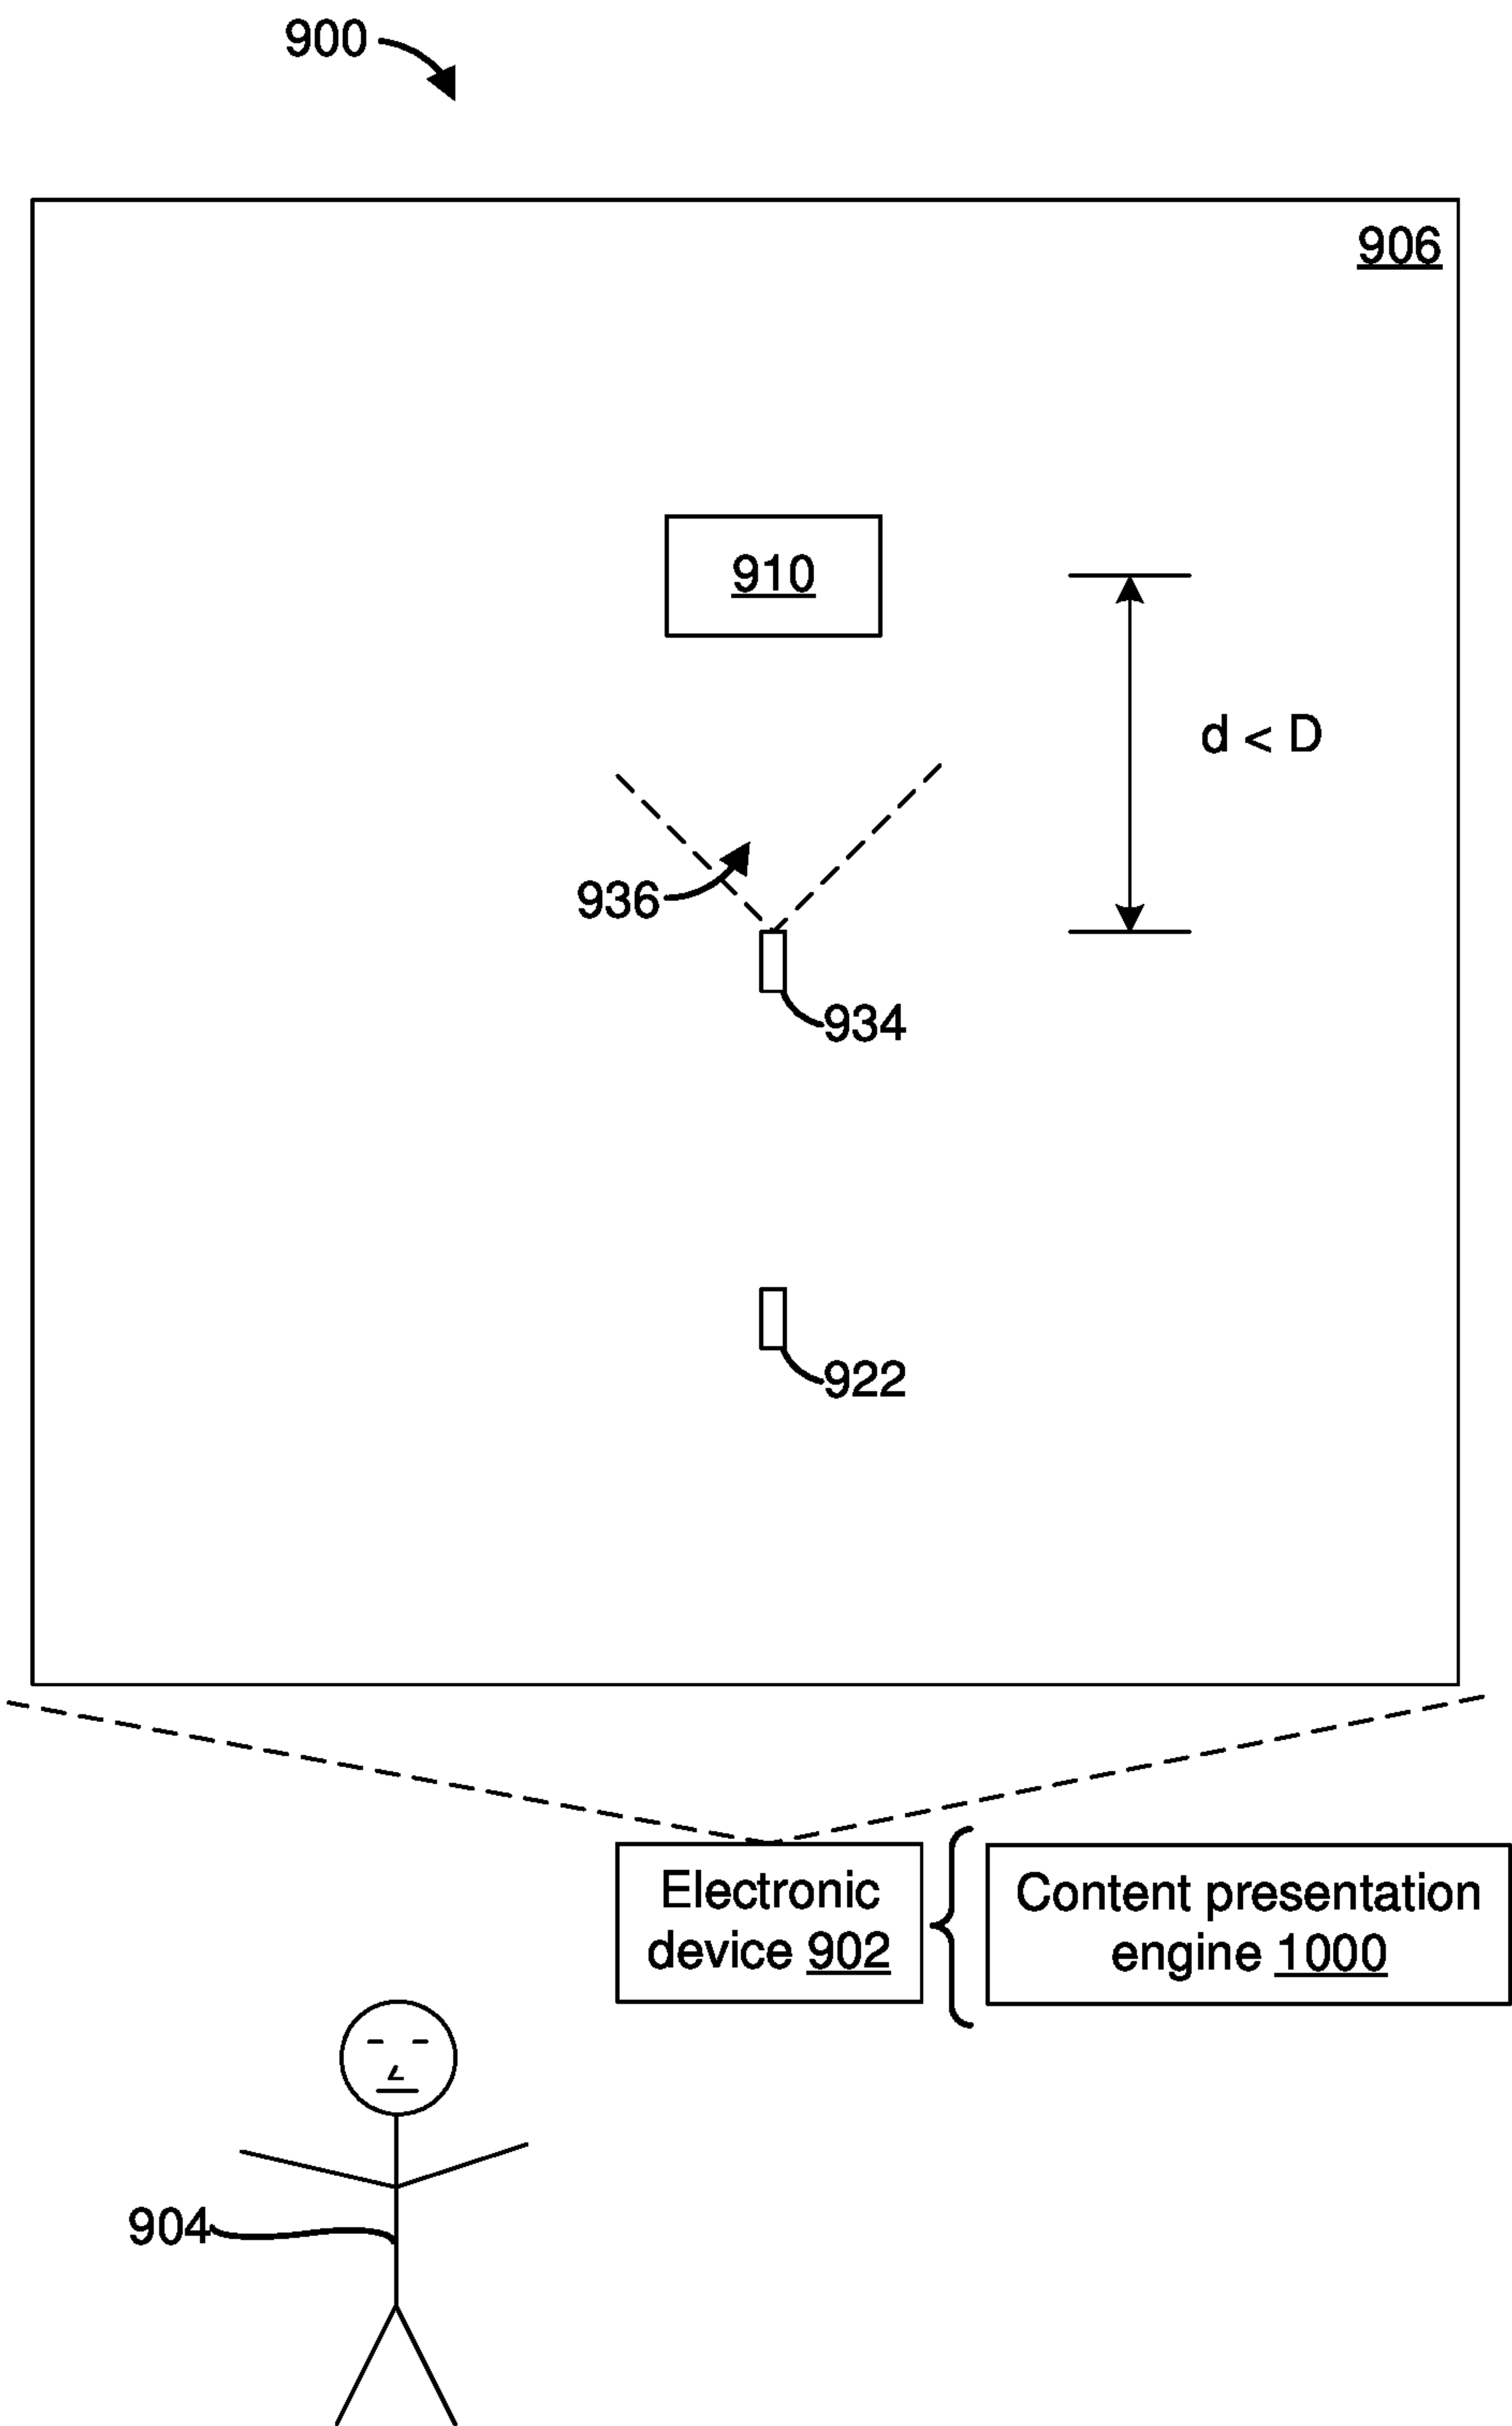 900
906
910
d < D
936
934
922
Electronic
device 902
Content presentation
engine 1000
904